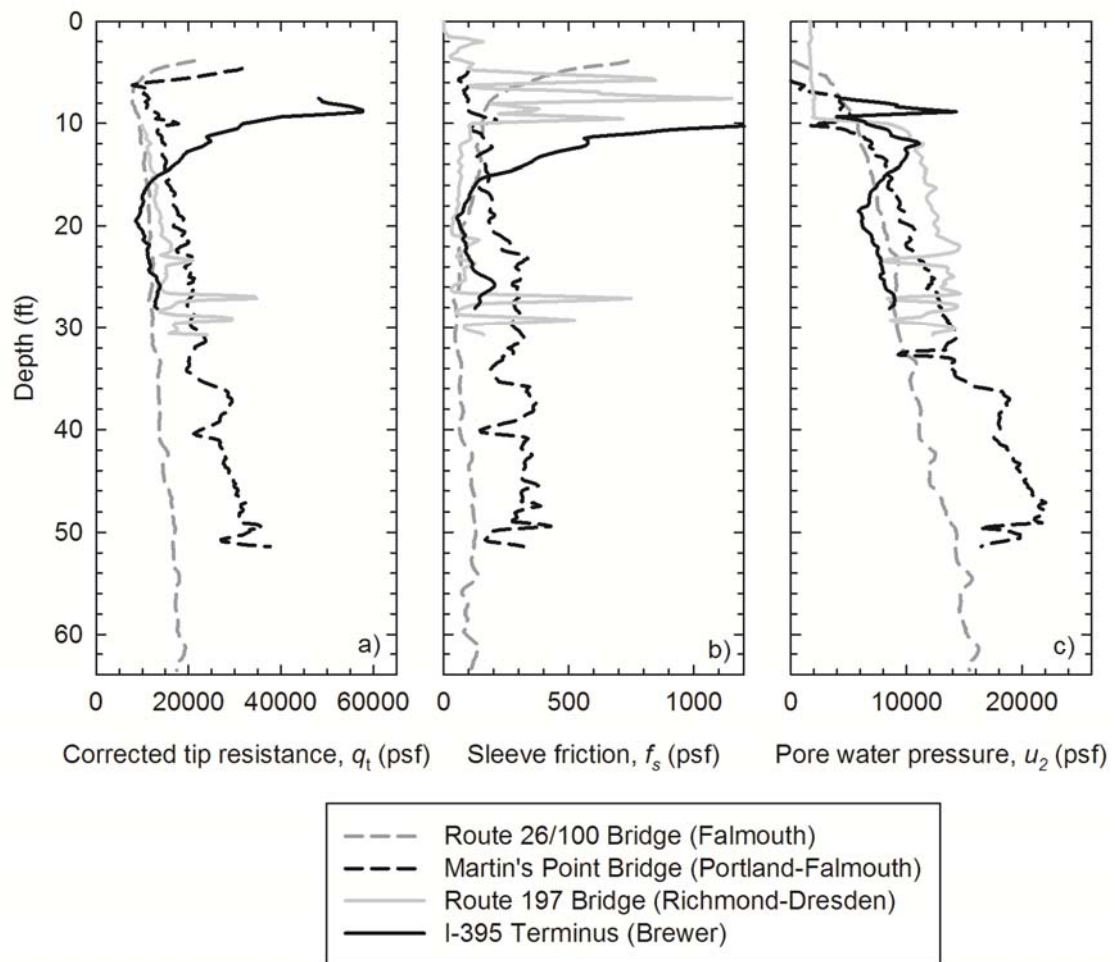 0
10
20
30
40
50
60
Depth (ft)
a)
b)
c)
0 20000 40000 60000
0 500 1000
0 10000 20000
Corrected tip resistance, qt (psf)
Sleeve friction, fs (psf)
Pore water pressure, u2 (psf)
Route 26/100 Bridge (Falmouth)
Martin's Point Bridge (Portland-Falmouth)
Route 197 Bridge (Richmond-Dresden)
I-395 Terminus (Brewer)